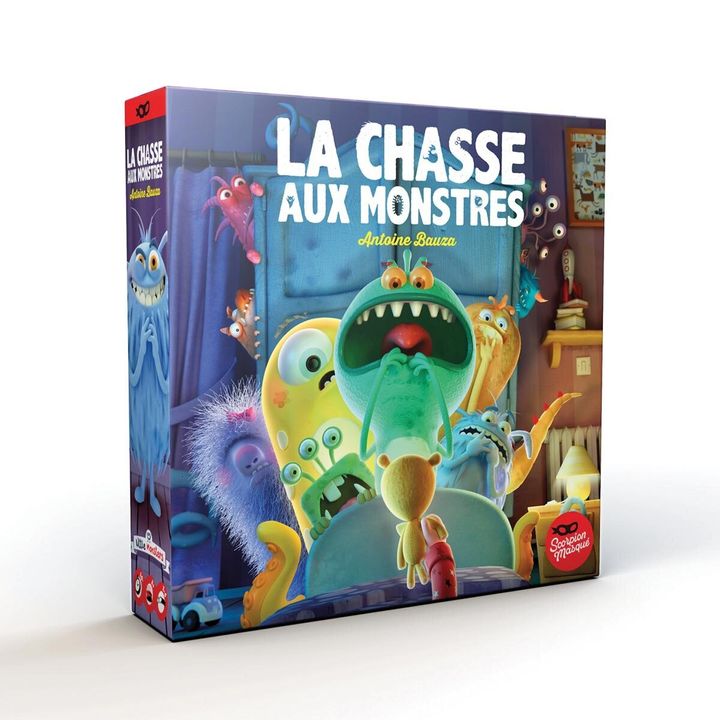 LA CHASSE
AUX MONSTRES
Antoine Bauza
LA CHASSE
AUX MONSTRES
Antoine Bauza
Scorpion
Masqué